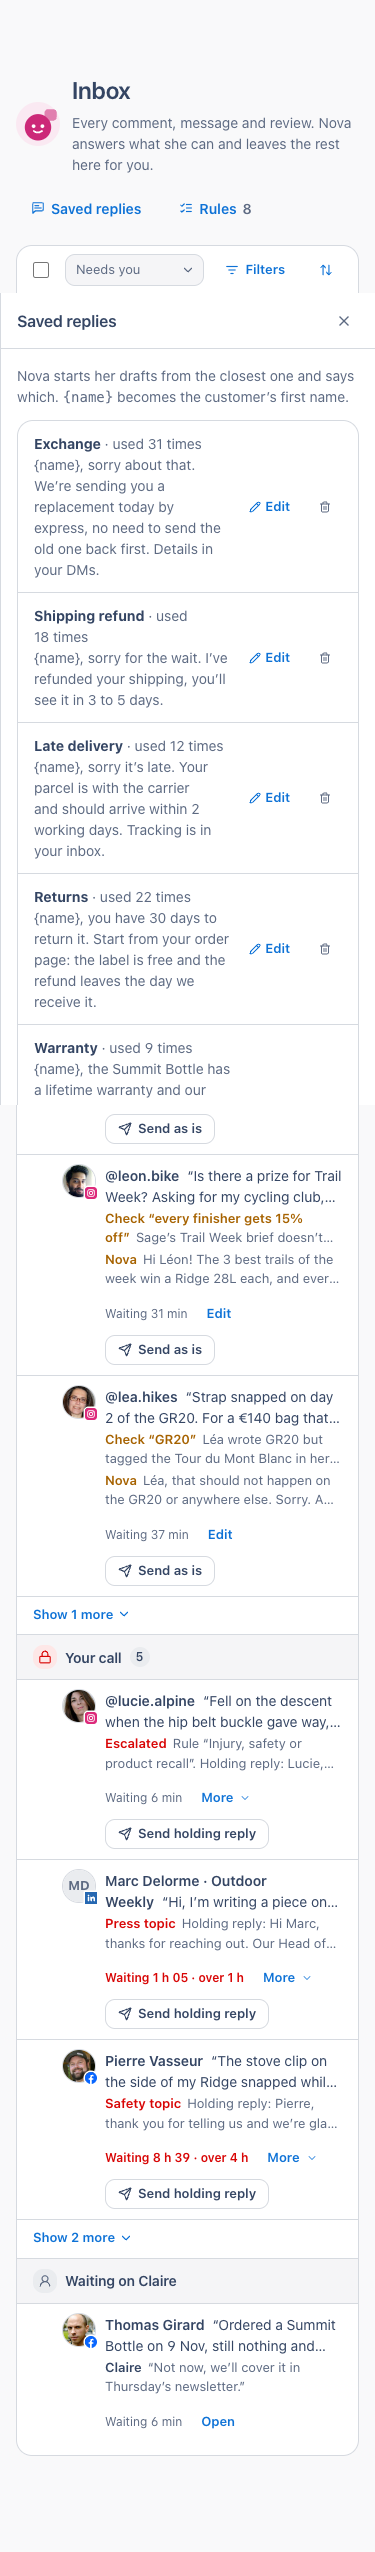 Inbox
Every comment, message and review. Nova
answers what she can and leaves the rest
here for you.
Saved replies
Rules 8
Needs you
Filters
Saved replies
Nova starts her drafts from the closest one and says
which. {name} becomes the customer’s first name.
Exchange · used 31 times
{name}, sorry about that.
We’re sending you a
replacement today by
express, no need to send the
old one back first. Details in
your DMs.
Edit
Shipping refund · used
18 times
{name}, sorry for the wait. I’ve
refunded your shipping, you’ll
see it in 3 to 5 days.
Edit
Late delivery · used 12 times
{name}, sorry it’s late. Your
parcel is with the carrier
and should arrive within 2
working days. Tracking is in
your inbox.
Edit
Returns · used 22 times
{name}, you have 30 days to
return it. Start from your order
page: the label is free and the
refund leaves the day we
receive it.
Edit
Warranty · used 9 times
{name}, the Summit Bottle has
a lifetime warranty and our
Send as is
@leon.bike “Is there a prize for Trail
Week? Asking for my cycling club,...
Check “every finisher gets 15%
off” Sage’s Trail Week brief doesn’t...
Nova Hi Léon! The 3 best trails of the
week win a Ridge 28L each, and ever...
Waiting 31 min Edit
Send as is
@lea.hikes “Strap snapped on day
2 of the GR20. For a €140 bag that...
Check “GR20” Léa wrote GR20 but
tagged the Tour du Mont Blanc in her...
Nova Léa, that should not happen on
the GR20 or anywhere else. Sorry. A...
Waiting 37 min Edit
Send as is
Show 1 more
Your call 5
@lucie.alpine “Fell on the descent
when the hip belt buckle gave way,...
Escalated Rule “Injury, safety or
product recall”. Holding reply: Lucie,...
Waiting 6 min More
Send holding reply
MD
Marc Delorme · Outdoor
Weekly “Hi, I’m writing a piece on...
Press topic Holding reply: Hi Marc,
thanks for reaching out. Our Head of...
Waiting 1 h 05 · over 1 h More
Send holding reply
Pierre Vasseur “The stove clip on
the side of my Ridge snapped whil...
Safety topic Holding reply: Pierre,
thank you for telling us and we’re gla...
Waiting 8 h 39 · over 4 h More
Send holding reply
Show 2 more
Waiting on Claire
Thomas Girard “Ordered a Summit
Bottle on 9 Nov, still nothing and...
Claire “Not now, we’ll cover it in
Thursday’s newsletter.”
Waiting 6 min Open